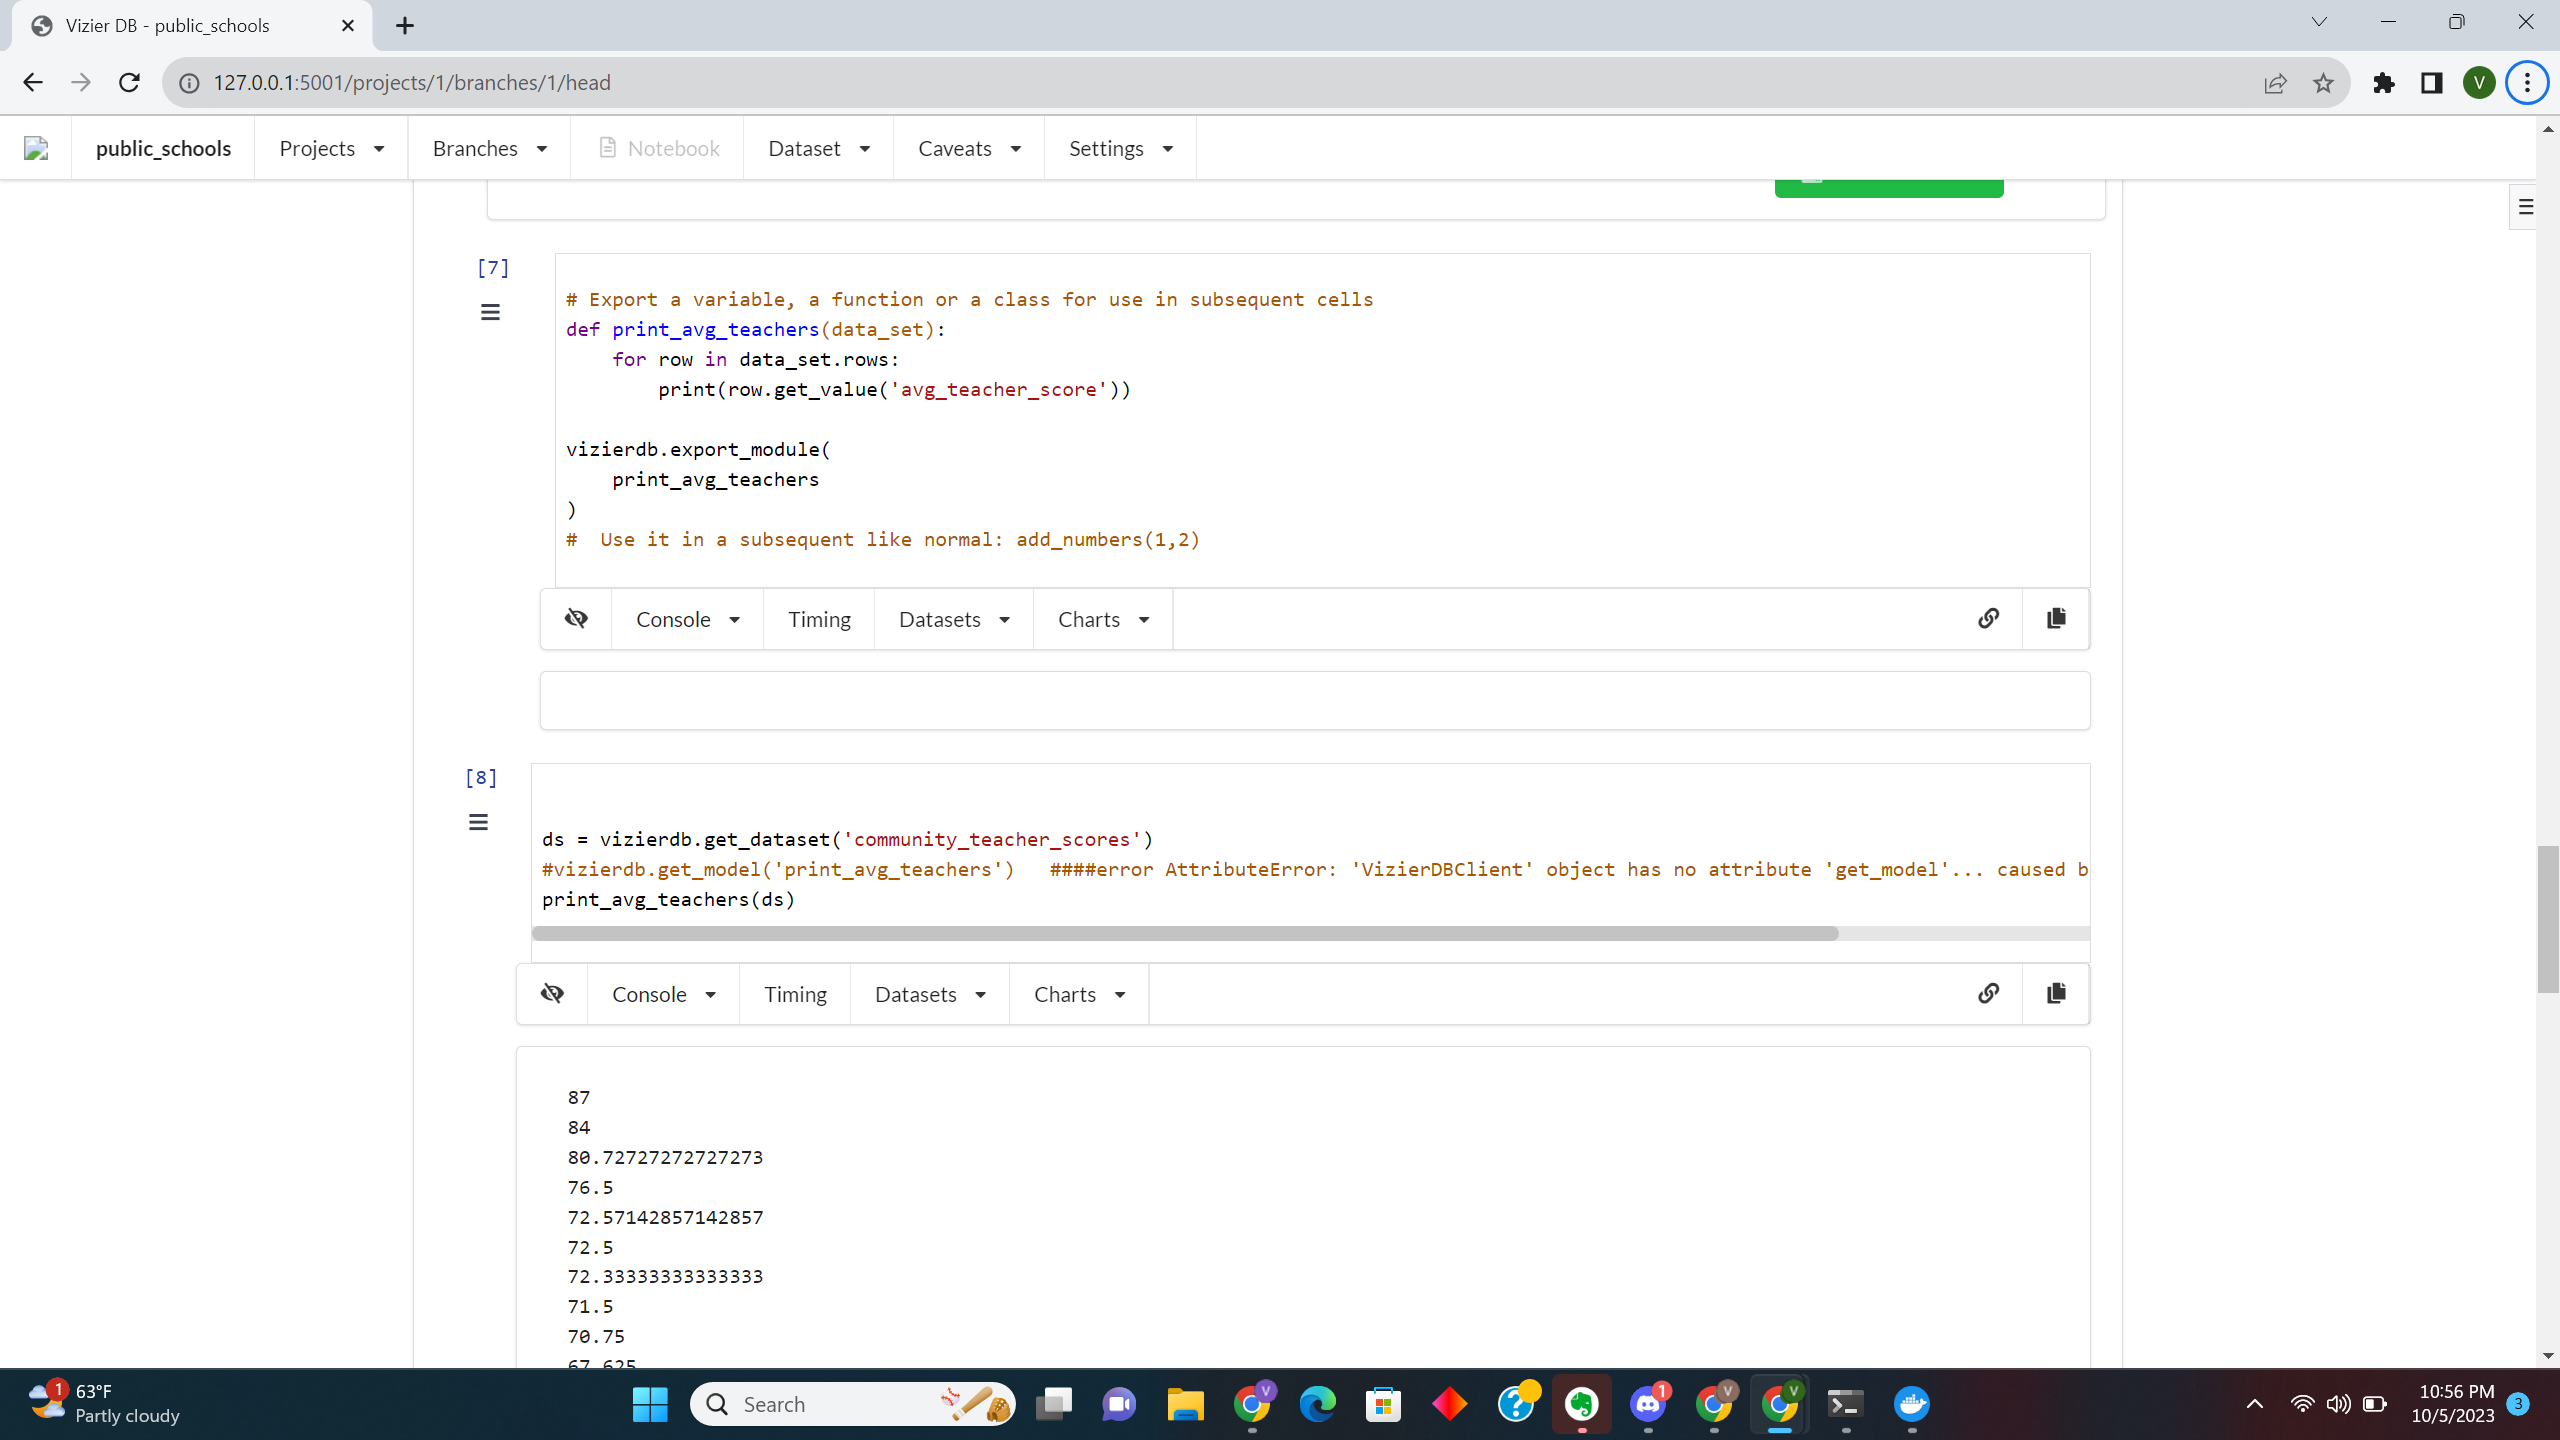 Vizier DB - public_schools
127.0.0.1:5001/projects/1/branches/1/head
V
public_schools
Projects
Branches
Notebook
Dataset
Caveats
Settings
[7]
# Export a variable, a function or a class for use in subsequent cells
def print_avg_teachers(data_set):
    for row in data_set.rows:
        print(row.get_value('avg_teacher_score'))
vizierdb.export_module(
    print_avg_teachers
)
#  Use it in a subsequent like normal: add_numbers(1,2)
Console
Timing
Datasets
Charts
[8]
ds = vizierdb.get_dataset('community_teacher_scores')
#vizierdb.get_model('print_avg_teachers')   ####error AttributeError: 'VizierDBClient' object has no attribute 'get_model'... caused b
print_avg_teachers(ds)
Console
Timing
Datasets
Charts
87
84
80.72727272727273
76.5
72.57142857142857
72.5
72.33333333333333
71.5
70.75
67.625
1
63°F
Partly cloudy
Search
V
1
V
V
10:56 PM
10/5/2023
3